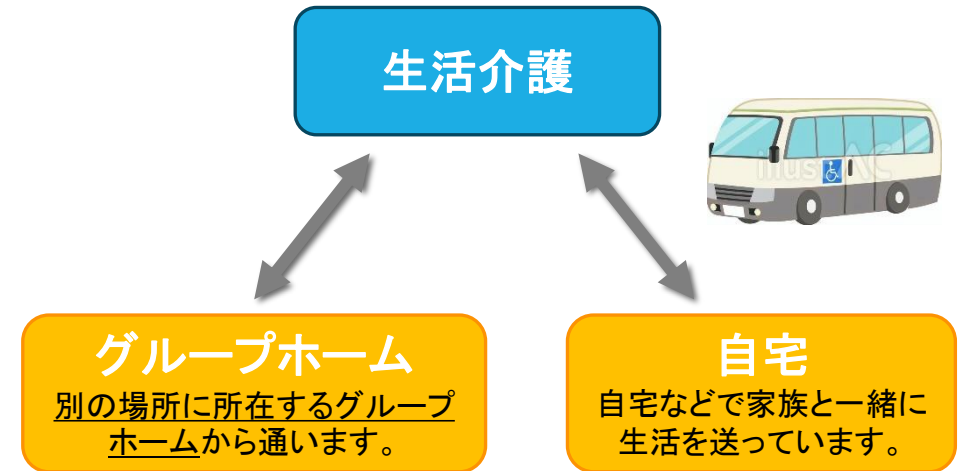 生活介護
illustAC
グループホーム
別の場所に所在するグループ
ホームから通います。
自宅
自宅などで家族と一緒に
生活を送っています。